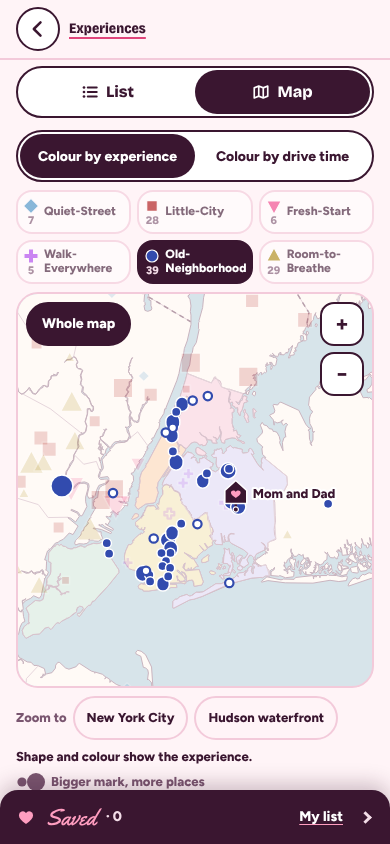 Experiences
List
Map
Colour by experience
Colour by drive time
7
Quiet-Street
28
Little-City
6
Fresh-Start
5
Walk-
Everywhere
39
Old-
Neighborhood
29
Room-to-
Breathe
Whole map
+
−
Mom and Dad
Zoom to
New York City
Hudson waterfront
Shape and colour show the experience.
Bigger mark, more places
Saved · 0
My list